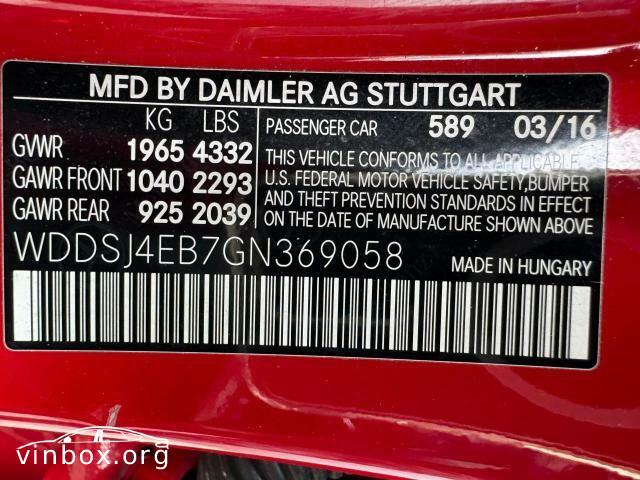 MFD BY DAIMLER AG STUTTGART
KG LBS
GVWR 1965 4332
GAWR FRONT 1040 2293
GAWR REAR 925 2039
PASSENGER CAR 589 03/16
THIS VEHICLE CONFORMS TO ALL APPLICABLE
U.S. FEDERAL MOTOR VEHICLE SAFETY, BUMPER
AND THEFT PREVENTION STANDARDS IN EFFECT
ON THE DATE OF MANUFACTURE SHOWN ABOVE
WDDSJ4EB7GN369058 MADE IN HUNGARY
vinbox.org